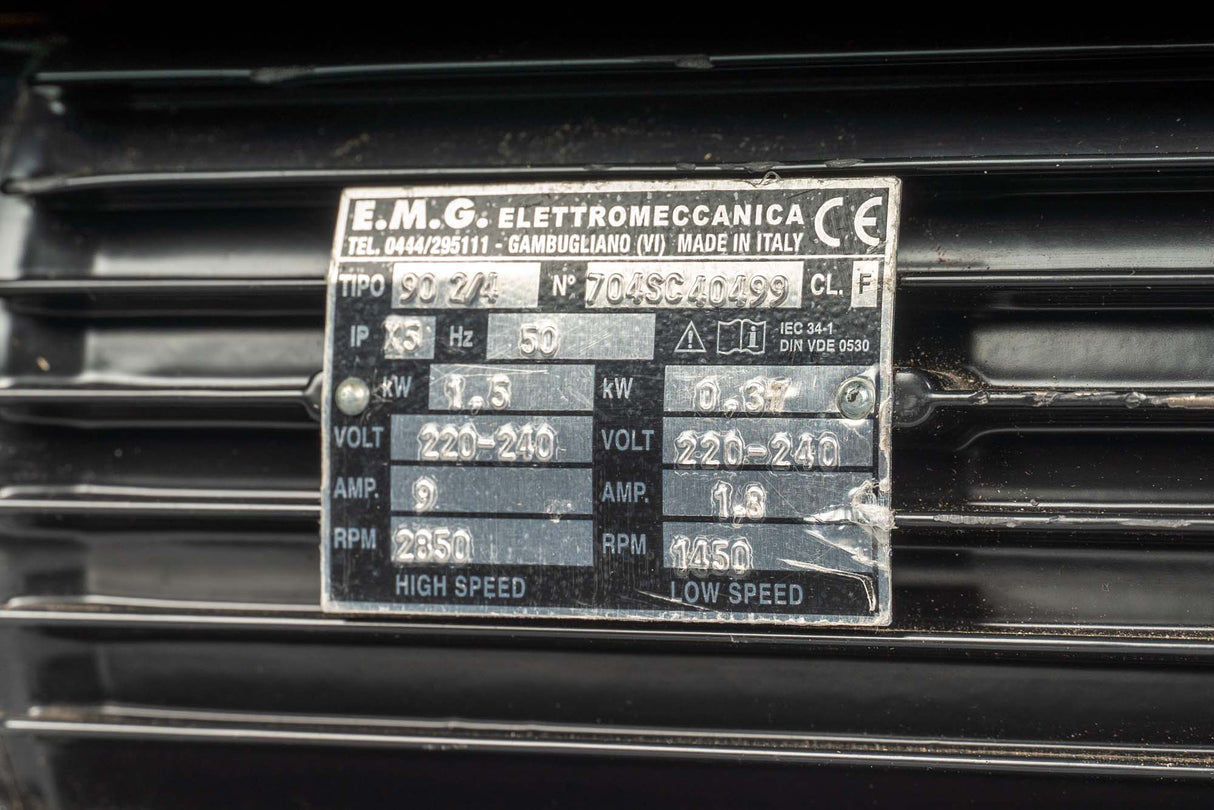 E.M.G. ELETTROMECCANICA CE
TEL. 0444/295111 - GAMBUGLIANO (VI) MADE IN ITALY
TIPO 90 2/4 N° 704SC40499 CL. F
IP X5 Hz 50 IEC 34-1
DIN VDE 0530
kW 1,5 kW 0,37
VOLT 220-240 VOLT 220-240
AMP. 9 AMP. 1.8
RPM 2850 RPM 1450
HIGH SPEED LOW SPEED